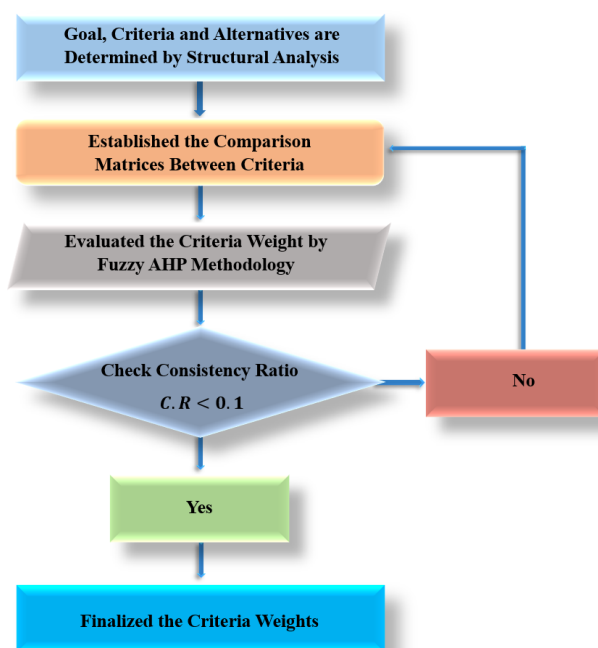 Goal, Criteria and Alternatives are
Determined by Structural Analysis
Established the Comparison
Matrices Between Criteria
Evaluated the Criteria Weight by
Fuzzy AHP Methodology
Check Consistency Ratio
C.R < 0.1
No
Yes
Finalized the Criteria Weights